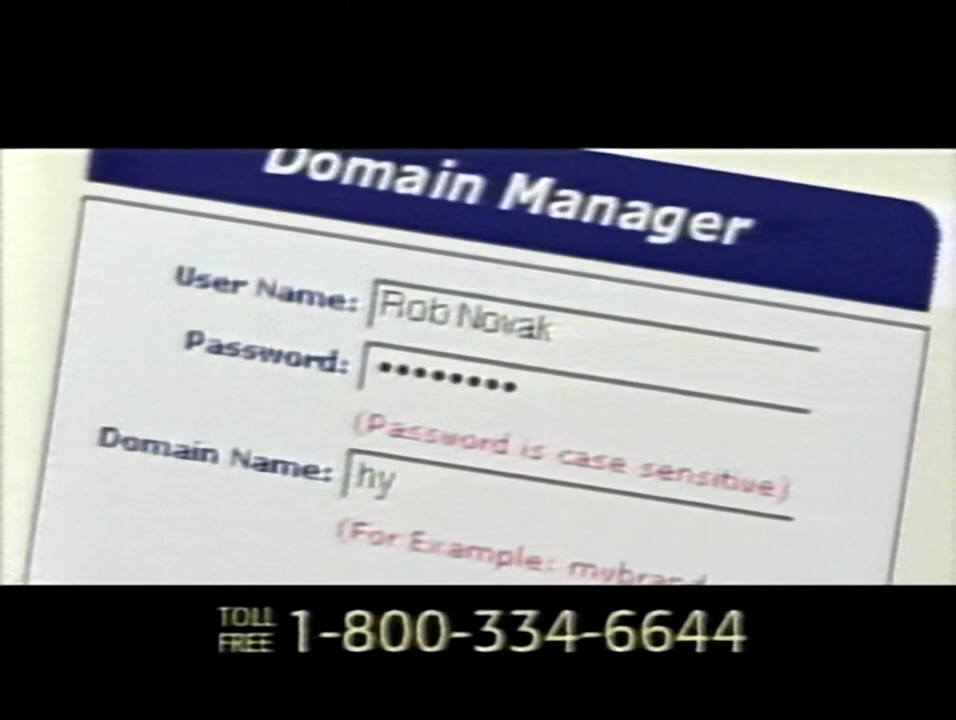 Domain Manager
User Name: Rob Novak
Password: ••••••••
(Password is case sensitive)
Domain Name: hy
(For Example: mybrand
TOLL FREE 1-800-334-6644